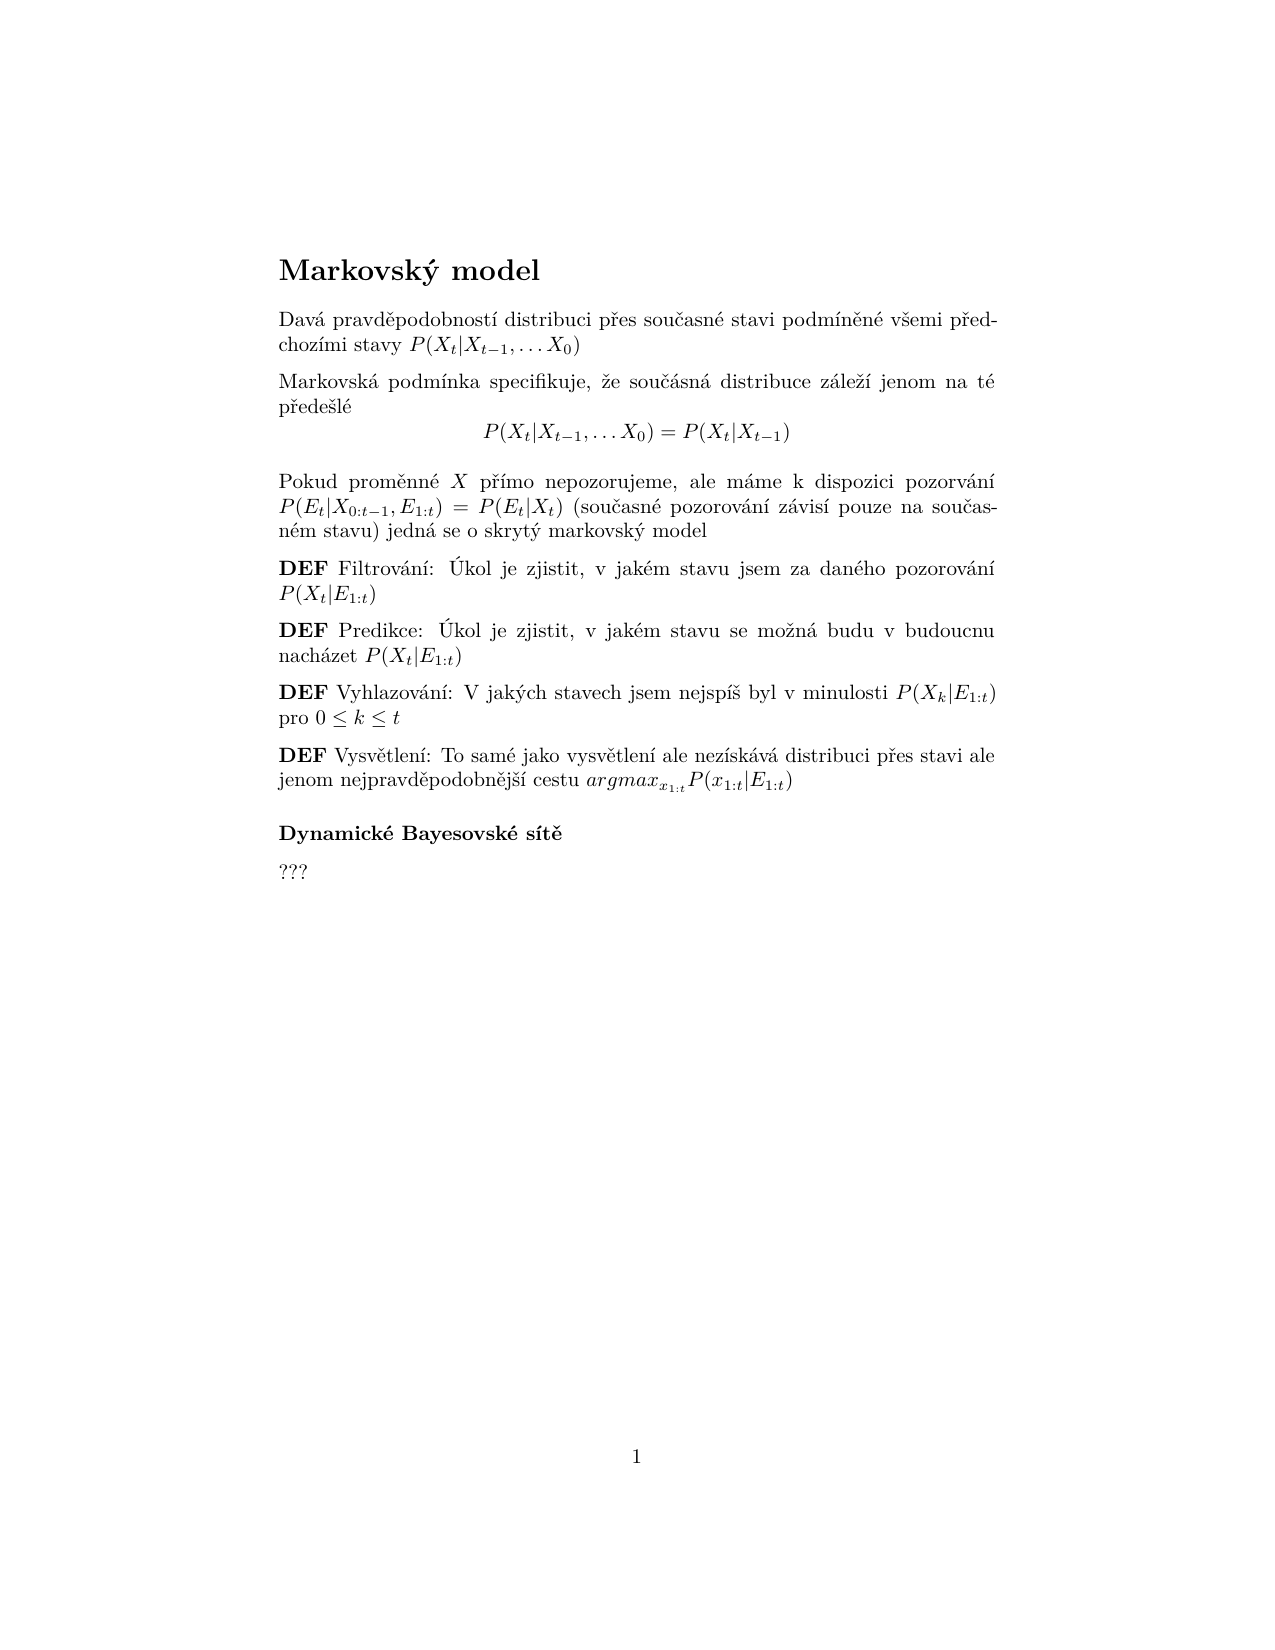 Markovský model
Davá pravděpodobností distribuci přes současné stavi podmíněné všemi před-
chozími stavy $P(X_t|X_{t-1}, \ldots X_0)$
Markovská podmínka specifikuje, že součásná distribuce záleží jenom na té
předešlé
$P(X_t|X_{t-1}, \ldots X_0) = P(X_t|X_{t-1})$
Pokud proměnné $X$ přímo nepozorujeme, ale máme k dispozici pozorvání
$P(E_t|X_{0:t-1}, E_{1:t}) = P(E_t|X_t)$ (současné pozorování závisí pouze na součas-
ném stavu) jedná se o skrytý markovský model
DEF Filtrování: Úkol je zjistit, v jakém stavu jsem za daného pozorování
$P(X_t|E_{1:t})$
DEF Predikce: Úkol je zjistit, v jakém stavu se možná budu v budoucnu
nacházet $P(X_t|E_{1:t})$
DEF Vyhlazování: V jakých stavech jsem nejspíš byl v minulosti $P(X_k|E_{1:t})$
pro $0 \leq k \leq t$
DEF Vysvětlení: To samé jako vysvětlení ale nezískává distribuci přes stavi ale
jenom nejpravděpodobnější cestu $argmax_{x_{1:t}} P(x_{1:t}|E_{1:t})$
Dynamické Bayesovské sítě
???
1